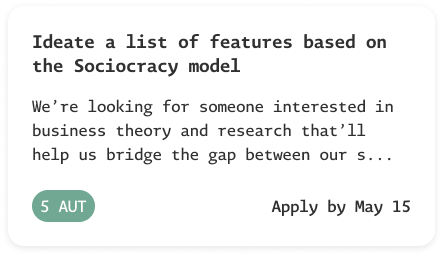 Ideate a list of features based on
the Sociocracy model
We’re looking for someone interested in
business theory and research that’ll
help us bridge the gap between our s...
5 AUT
Apply by May 15